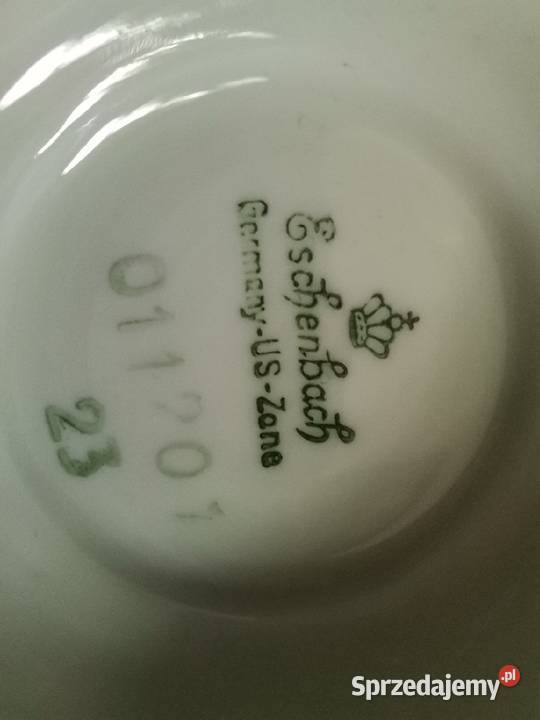 Eschenbach
Germany-US-Zone
011201
23
Sprzedajemy.pl